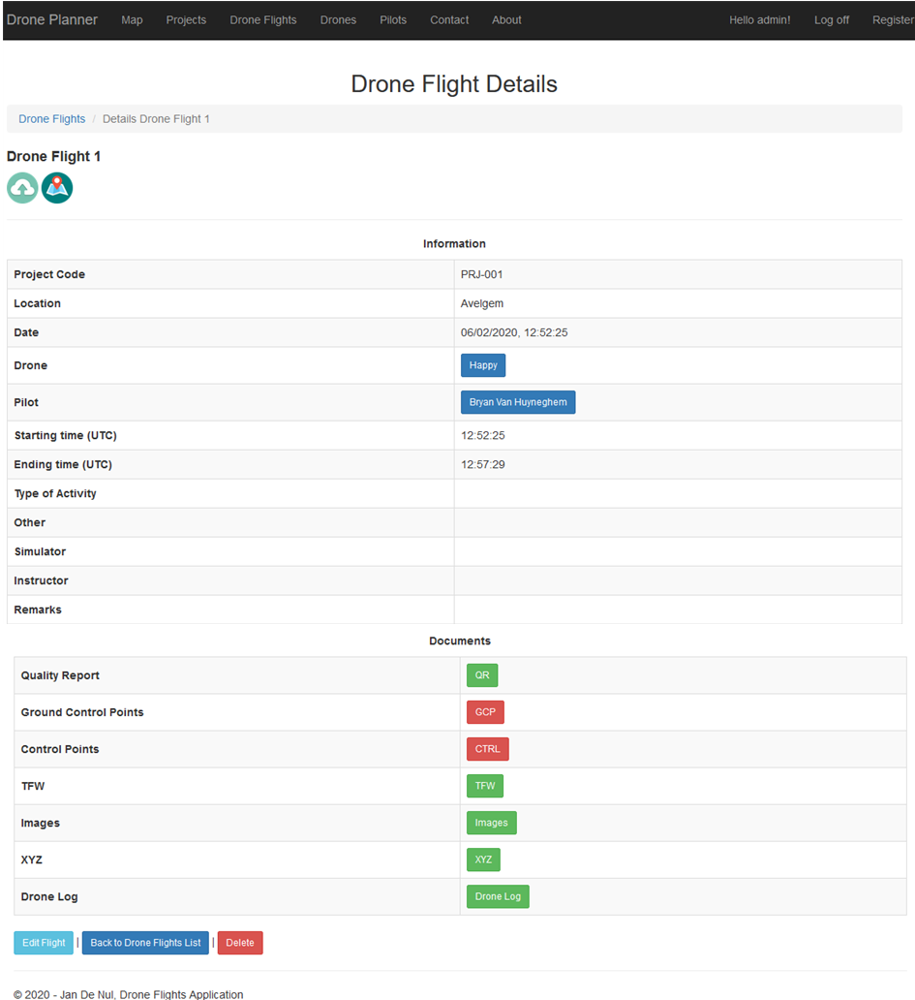 Drone Planner Map Projects Drone Flights Drones Pilots Contact About Hello admin! Log off Register
Drone Flight Details
Drone Flights / Details Drone Flight 1
Drone Flight 1
Information
Project Code PRJ-001
Location Avelgem
Date 06/02/2020, 12:52:25
Drone Happy
Pilot Bryan Van Huyneghem
Starting time (UTC) 12:52:25
Ending time (UTC) 12:57:29
Type of Activity
Other
Simulator
Instructor
Remarks
Documents
Quality Report QR
Ground Control Points GCP
Control Points CTRL
TFW TFW
Images Images
XYZ XYZ
Drone Log Drone Log
Edit Flight | Back to Drone Flights List | Delete
© 2020 - Jan De Nul, Drone Flights Application